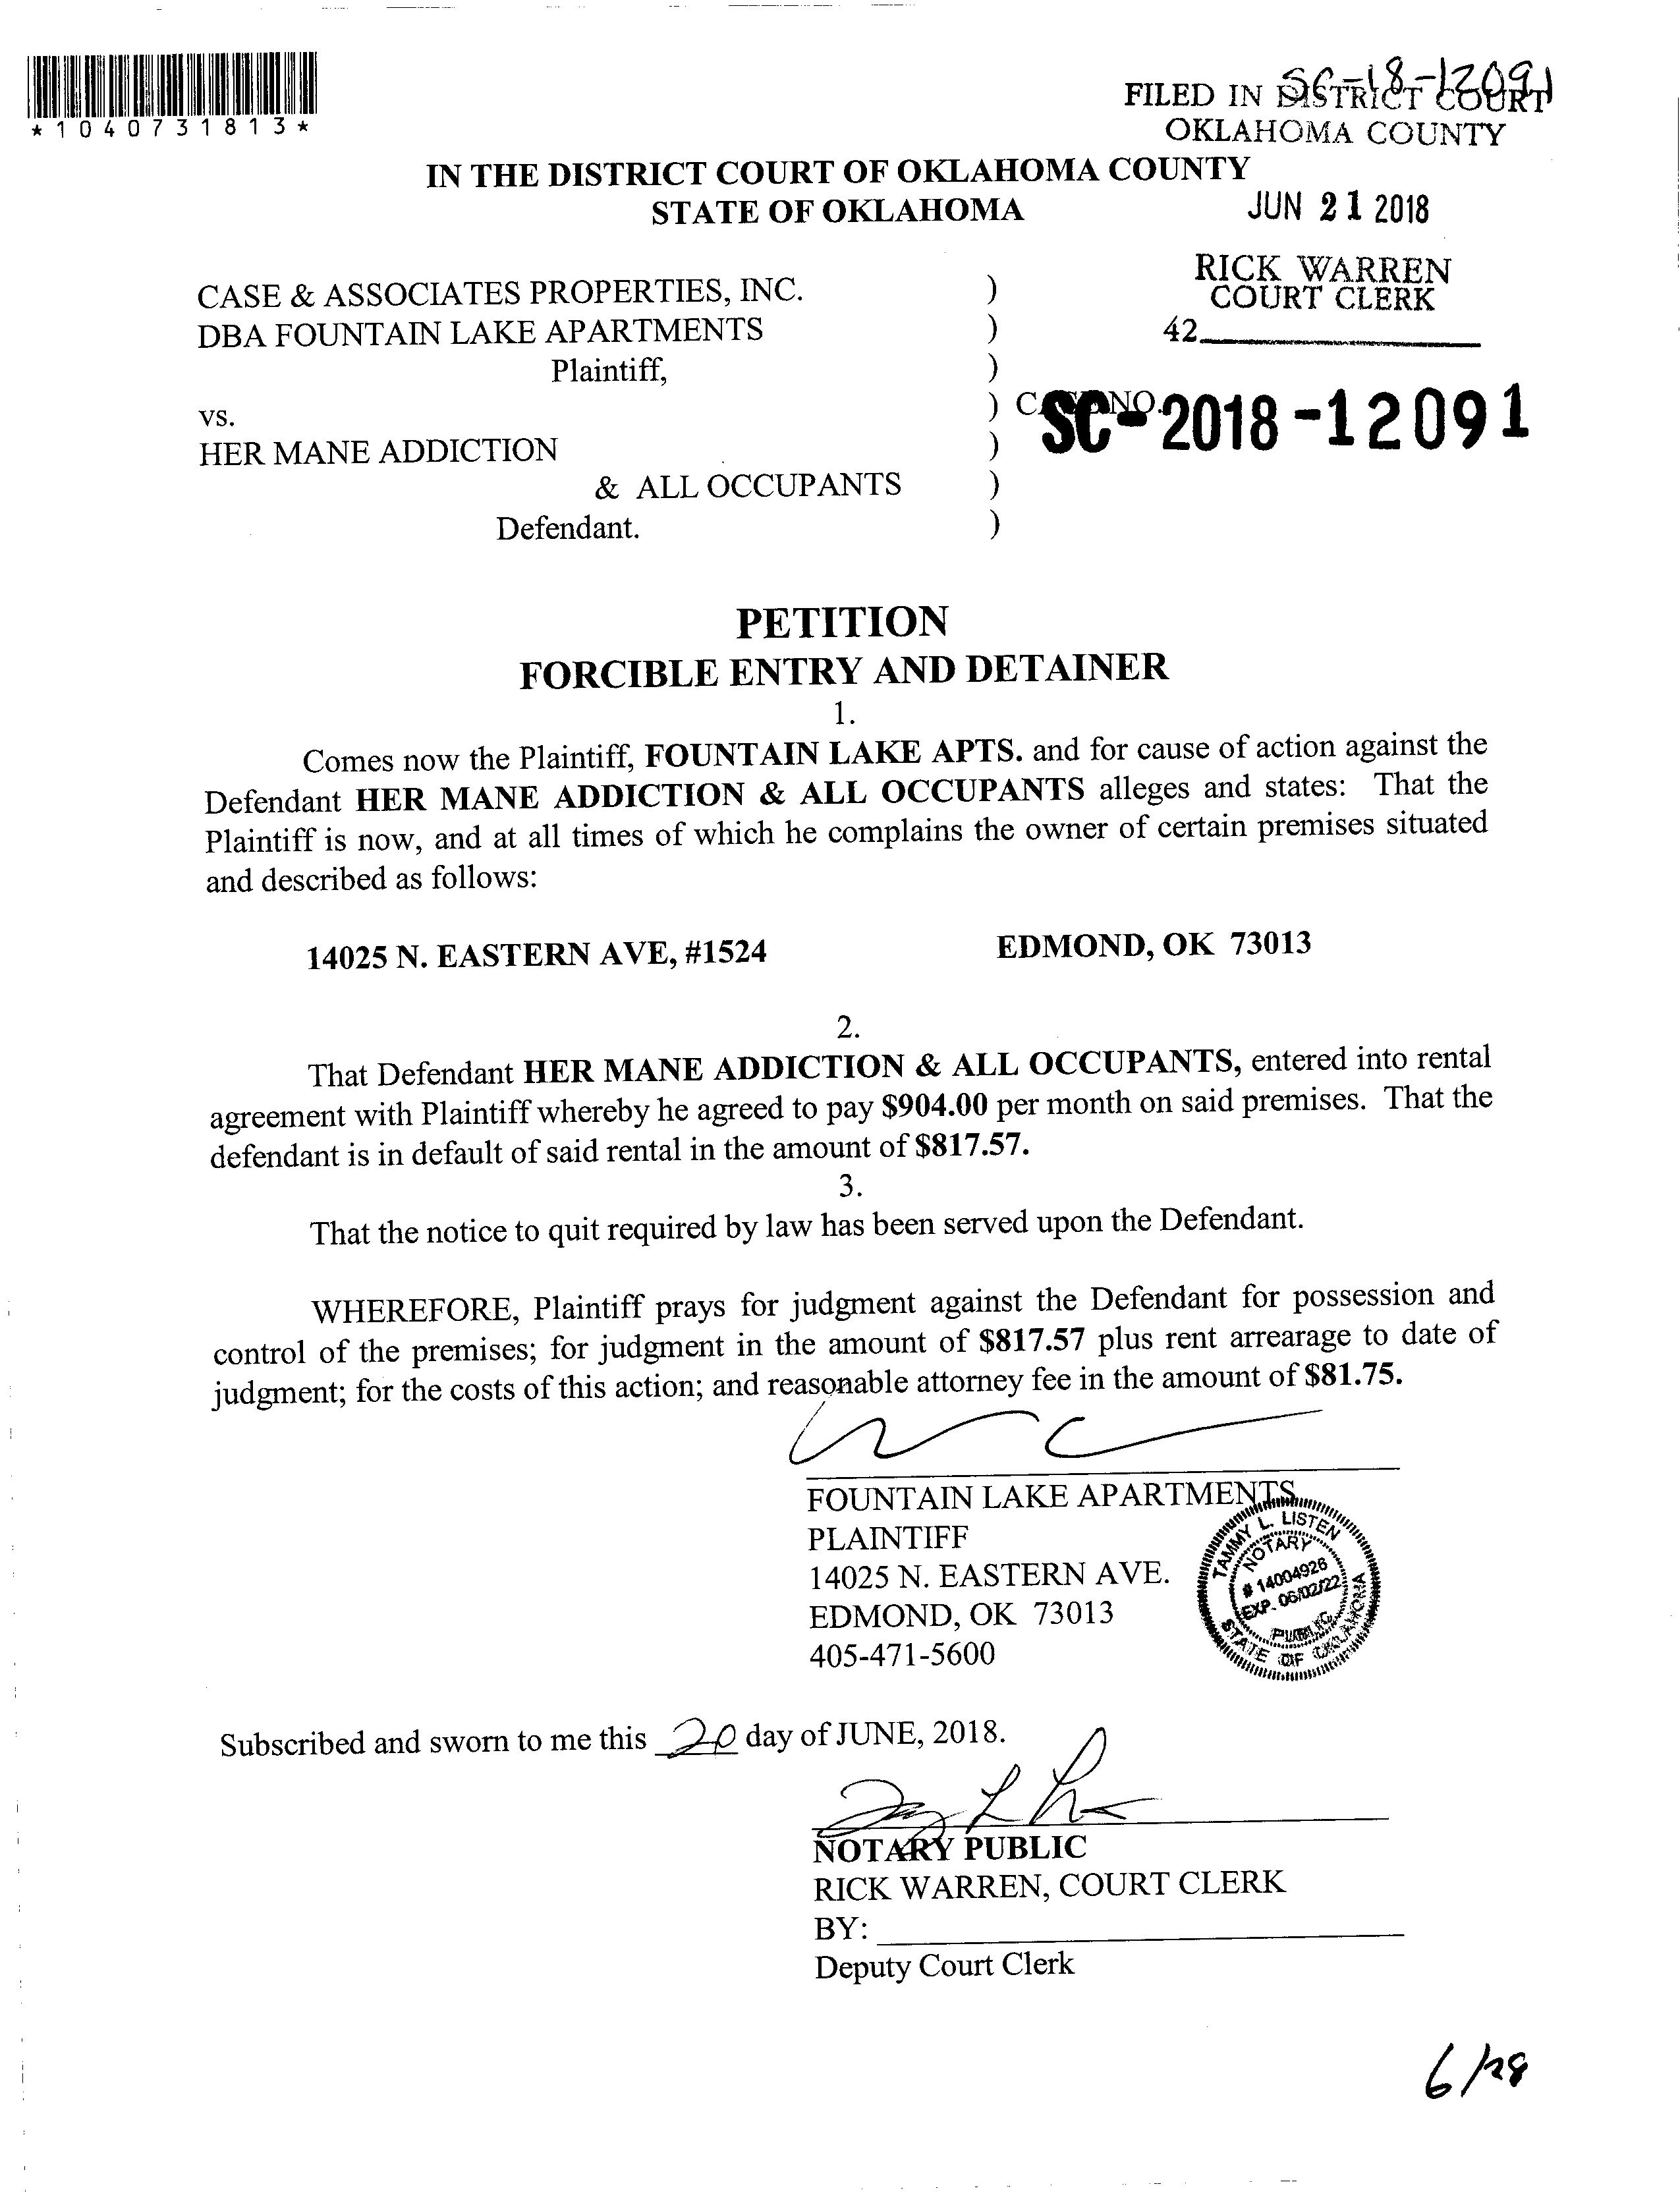 *1040731813*
SC-18-12091
FILED IN DISTRICT COURT
OKLAHOMA COUNTY
IN THE DISTRICT COURT OF OKLAHOMA COUNTY
STATE OF OKLAHOMA
JUN 21 2018
RICK WARREN
COURT CLERK
42
CASE & ASSOCIATES PROPERTIES, INC. )
DBA FOUNTAIN LAKE APARTMENTS )
Plaintiff, )
vs. ) CASE NO. SC-2018-12091
HER MANE ADDICTION )
& ALL OCCUPANTS )
Defendant. )
PETITION
FORCIBLE ENTRY AND DETAINER
1.
Comes now the Plaintiff, FOUNTAIN LAKE APTS. and for cause of action against the
Defendant HER MANE ADDICTION & ALL OCCUPANTS alleges and states: That the
Plaintiff is now, and at all times of which he complains the owner of certain premises situated
and described as follows:
14025 N. EASTERN AVE, #1524 EDMOND, OK 73013
2.
That Defendant HER MANE ADDICTION & ALL OCCUPANTS, entered into rental
agreement with Plaintiff whereby he agreed to pay $904.00 per month on said premises. That the
defendant is in default of said rental in the amount of $817.57.
3.
That the notice to quit required by law has been served upon the Defendant.
WHEREFORE, Plaintiff prays for judgment against the Defendant for possession and
control of the premises; for judgment in the amount of $817.57 plus rent arrearage to date of
judgment; for the costs of this action; and reasonable attorney fee in the amount of $81.75.
FOUNTAIN LAKE APARTMENTS
PLAINTIFF
14025 N. EASTERN AVE.
EDMOND, OK 73013
405-471-5600
TAMMY L. LISTEN
NOTARY
# 14004926
EXP. 06/02/22
PUBLIC
STATE OF OKLAHOMA
Subscribed and sworn to me this 20 day of JUNE, 2018.
NOTARY PUBLIC
RICK WARREN, COURT CLERK
BY:
Deputy Court Clerk
6/28